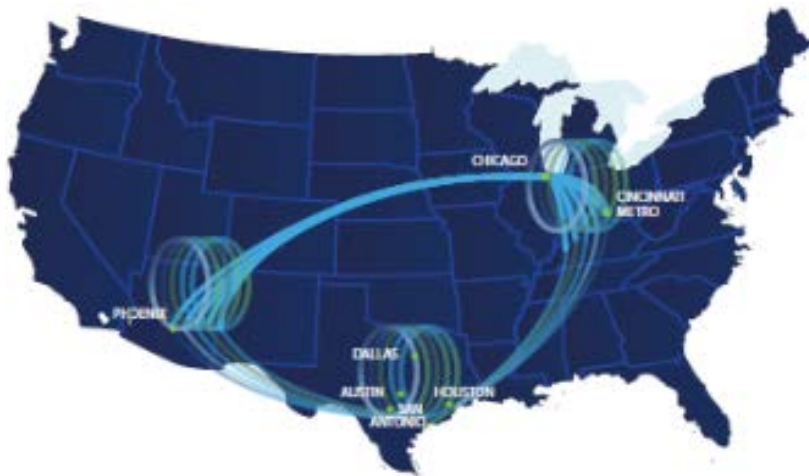 CHICAGO
CINCINNATI
METRO
PHOENIX
DALLAS
AUSTIN
HOUSTON
SAN
ANTONIO